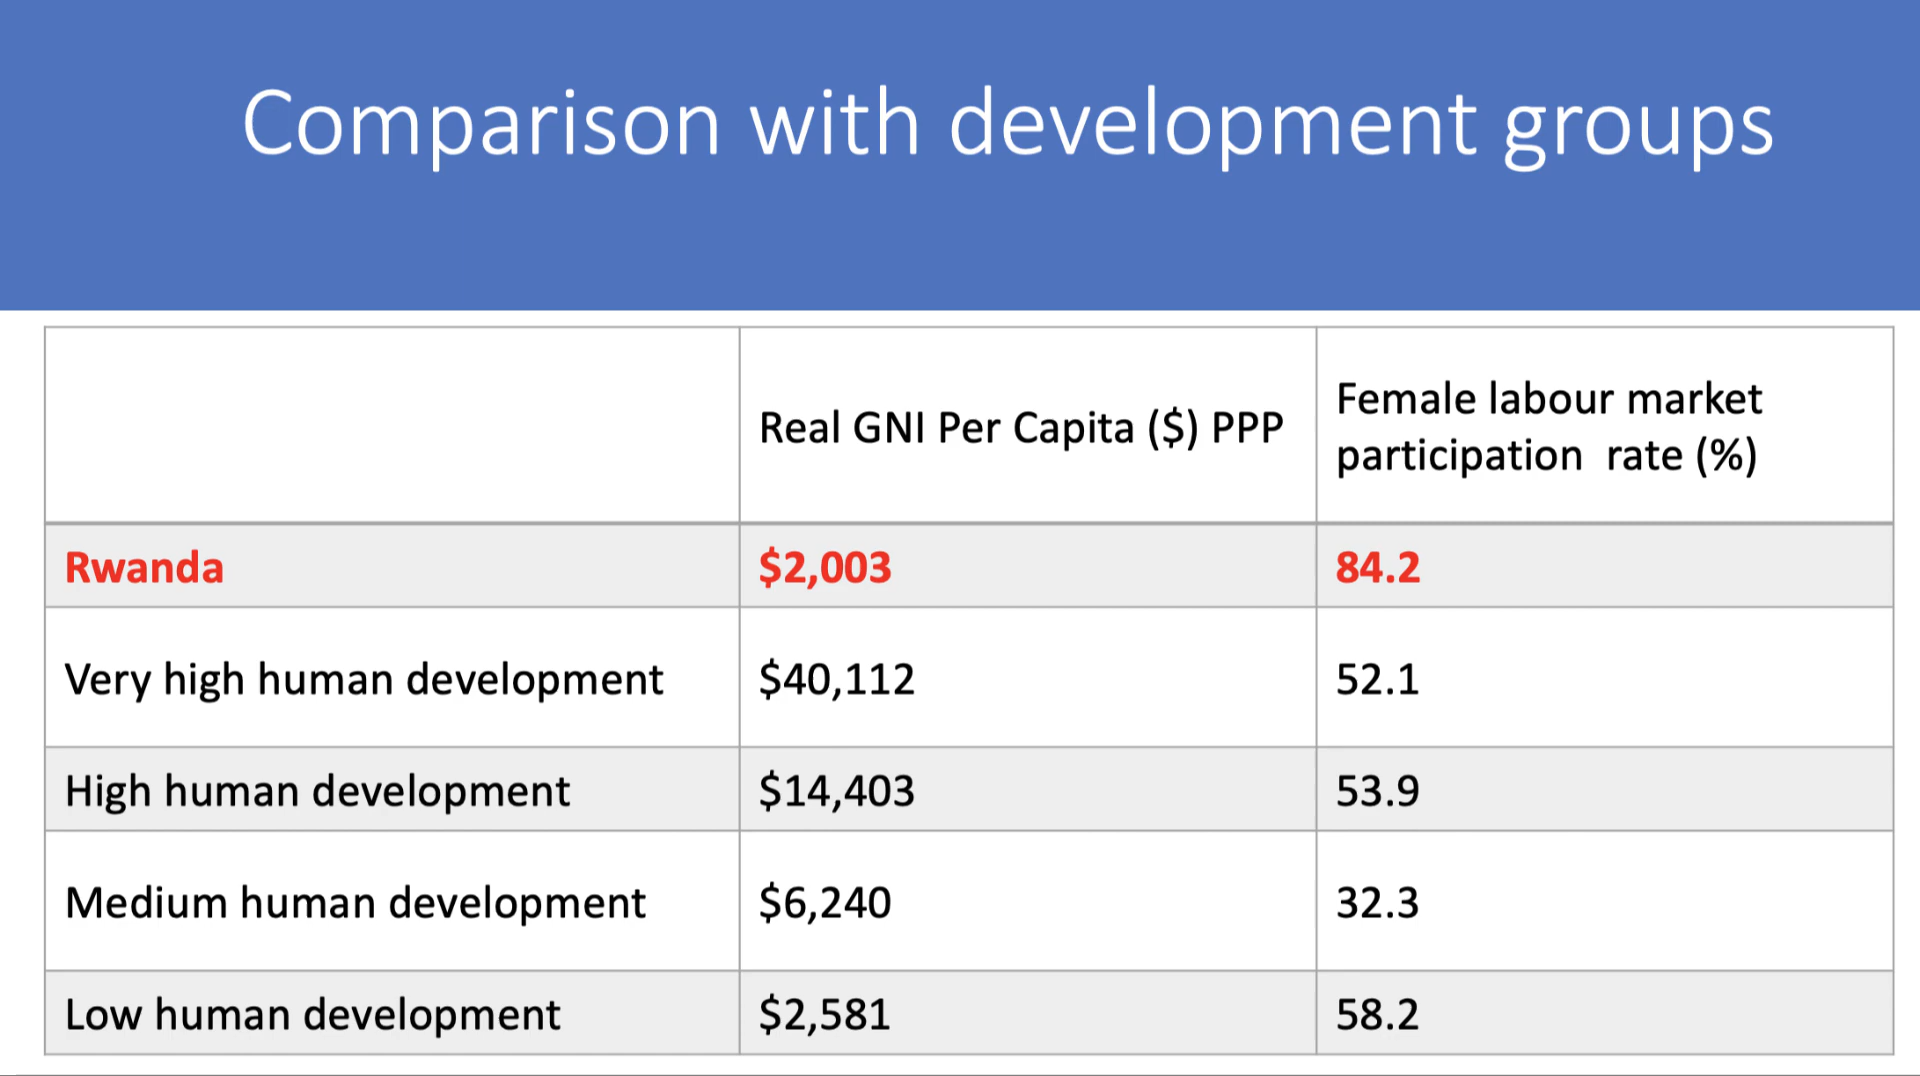 Comparison with development groups
Real GNI Per Capita ($) PPP
Female labour market
participation rate (%)
Rwanda
$2,003
84.2
Very high human development
$40,112
52.1
High human development
$14,403
53.9
Medium human development
$6,240
32.3
Low human development
$2,581
58.2